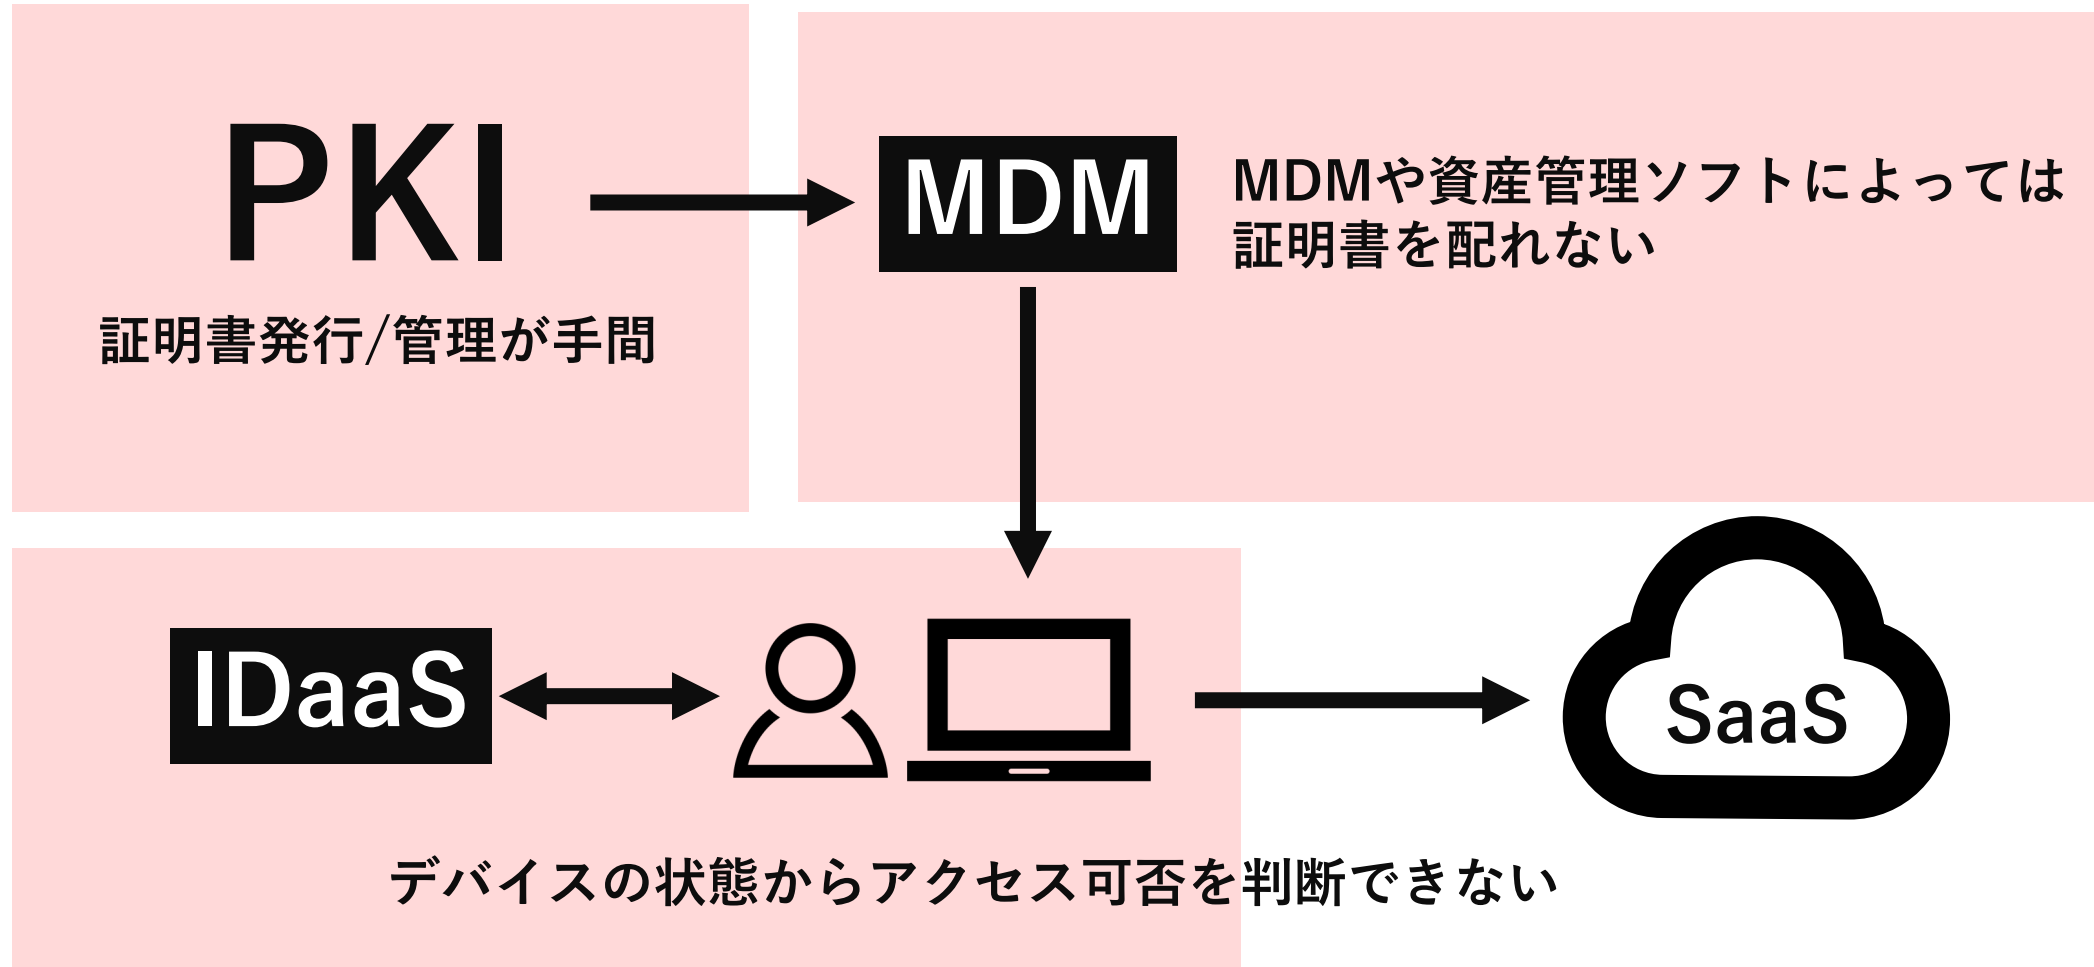 PKI
証明書発行/管理が手間
MDM
MDMや資産管理ソフトによっては
証明書を配れない
IDaaS
SaaS
デバイスの状態からアクセス可否を判断できない